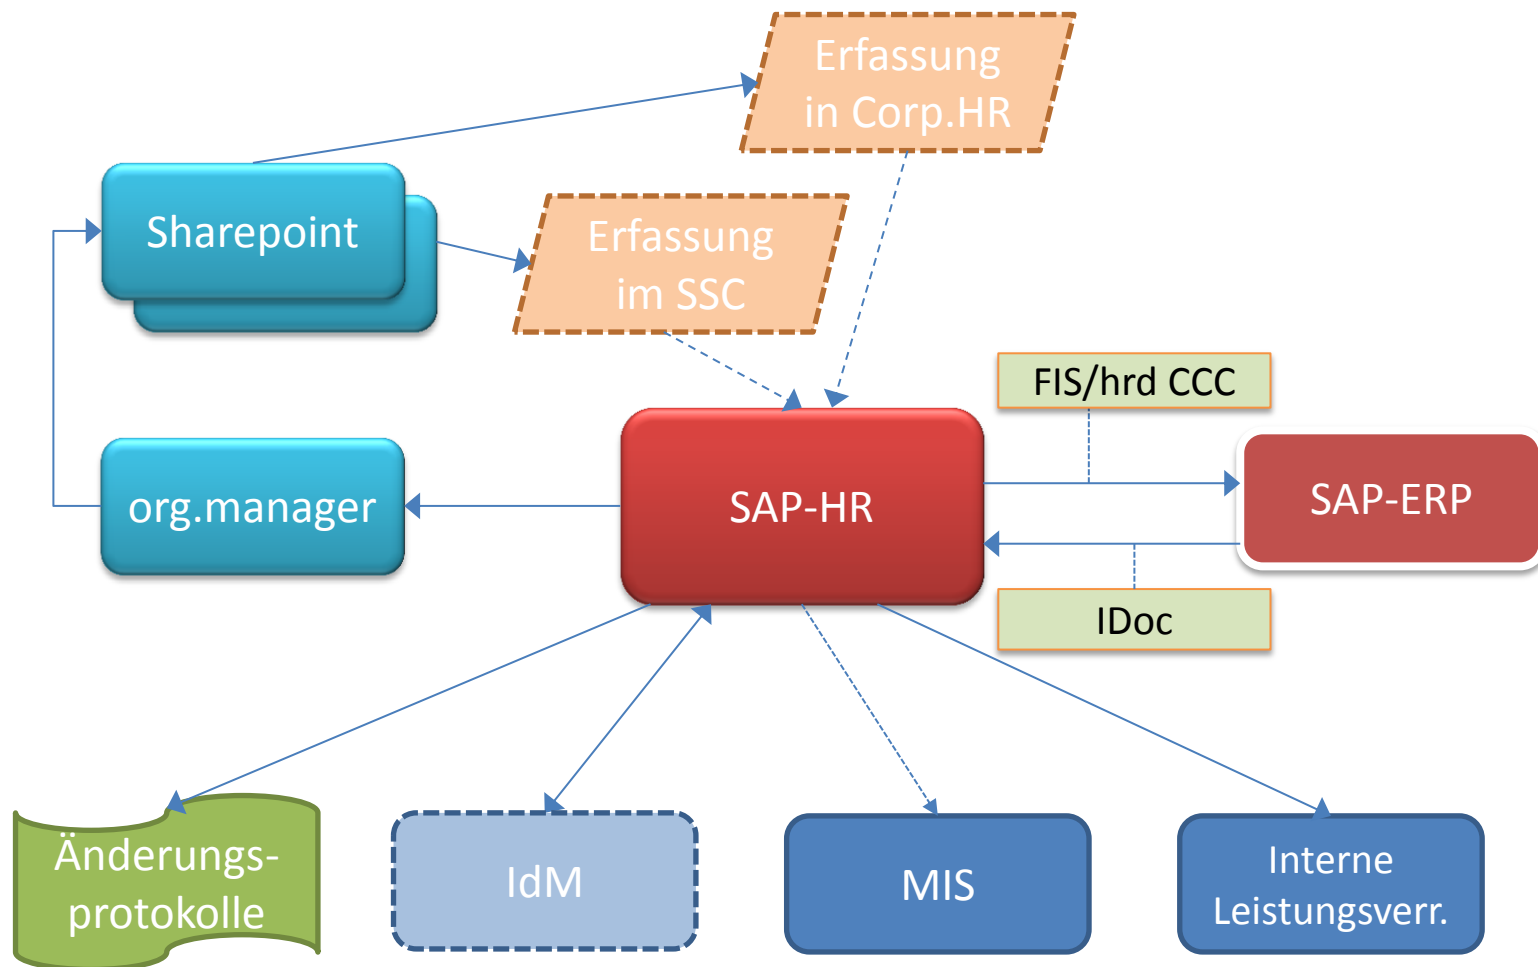 Erfassung
in Corp.HR
Sharepoint
Erfassung
im SSC
FIS/hrd CCC
org.manager
SAP-HR
SAP-ERP
IDoc
Änderungs-
protokolle
IdM
MIS
Interne
Leistungsverr.